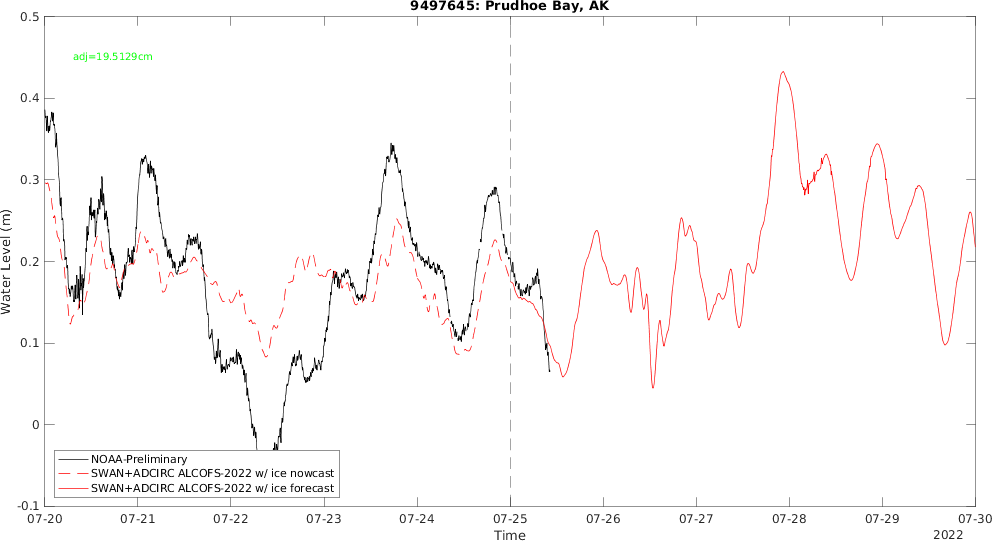 9497645: Prudhoe Bay, AK
adj=19.5129cm
Water Level (m)
0.5
0.4
0.3
0.2
0.1
0
-0.1
NOAA-Preliminary
SWAN+ADCIRC ALCOFS-2022 w/ ice nowcast
SWAN+ADCIRC ALCOFS-2022 w/ ice forecast
07-20 07-21 07-22 07-23 07-24 07-25 07-26 07-27 07-28 07-29 07-30
Time
2022